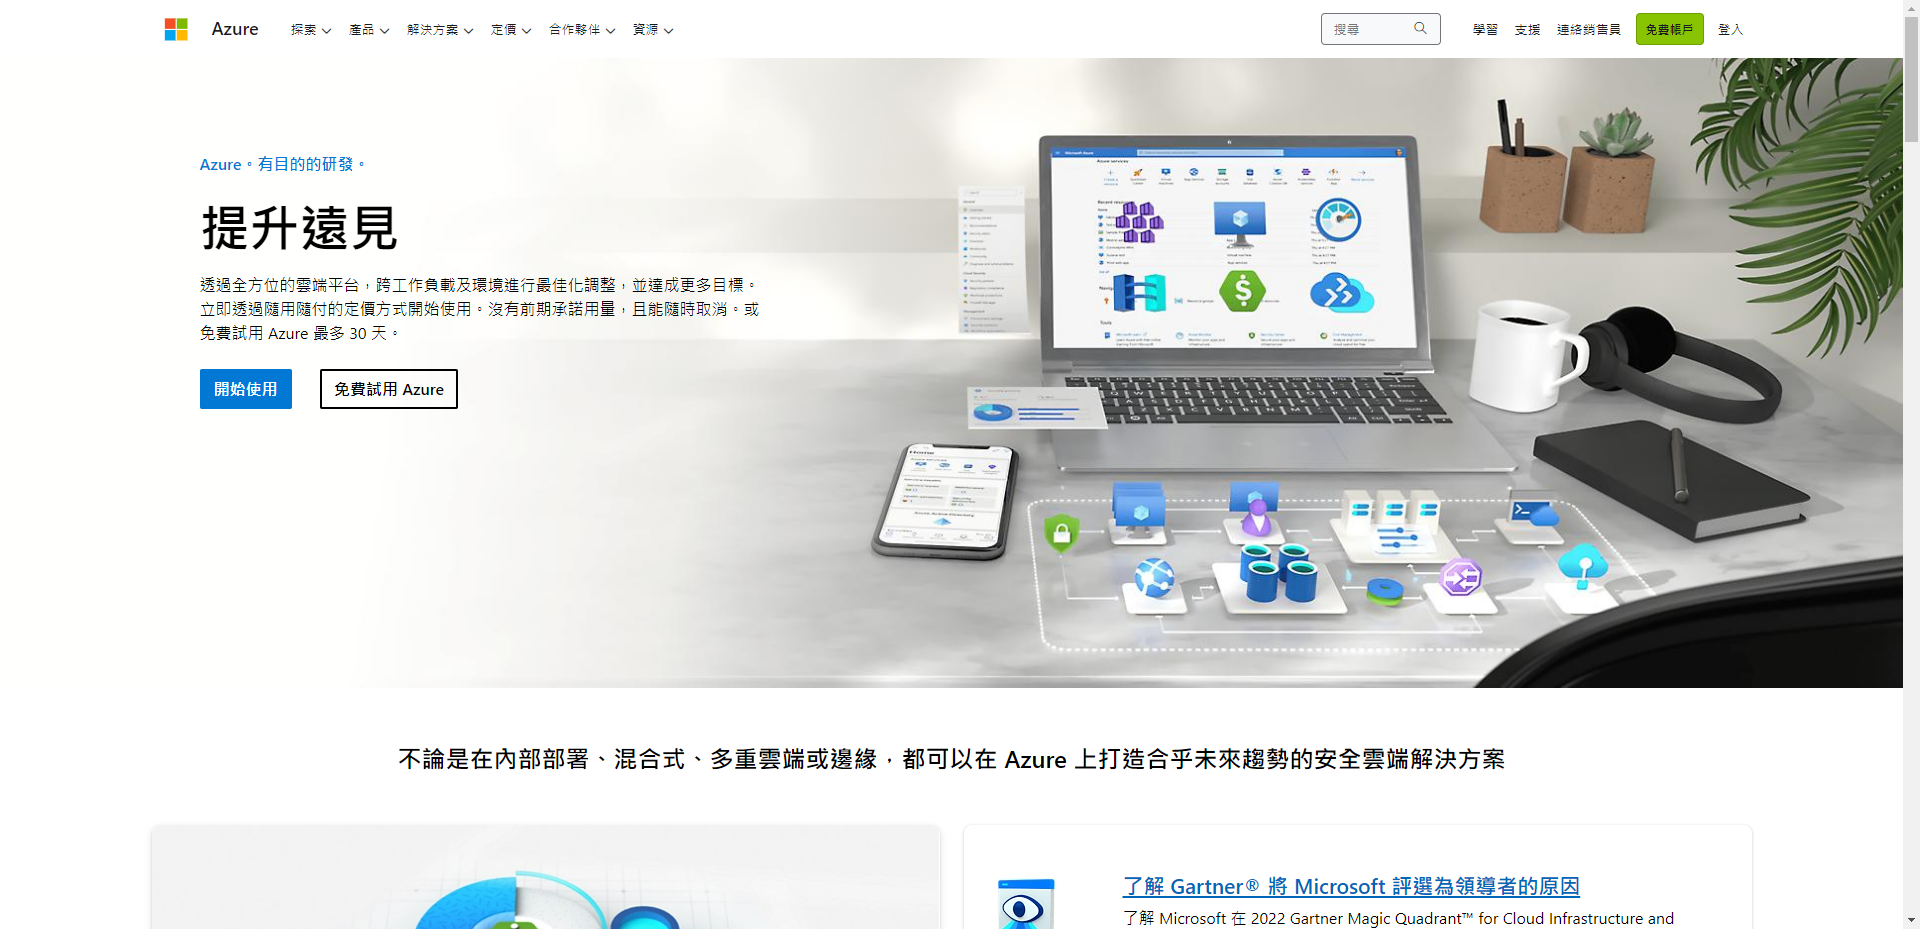 Azure
探索
產品
解決方案
定價
合作夥伴
資源
搜尋
學習
支援
連絡銷售員
免費帳戶
登入
Azure。有目的的研發。
提升遠見
透過全方位的雲端平台，跨工作負載及環境進行最佳化調整，並達成更多目標。
立即透過隨用隨付的定價方式開始使用。沒有前期承諾用量，且能隨時取消。或
免費試用 Azure 最多 30 天。
開始使用
免費試用 Azure
Microsoft Azure
Azure services
Tools
Home
不論是在內部部署、混合式、多重雲端或邊緣，都可以在 Azure 上打造合乎未來趨勢的安全雲端解決方案
了解 Gartner® 將 Microsoft 評選為領導者的原因
了解 Microsoft 在 2022 Gartner Magic Quadrant™ for Cloud Infrastructure and